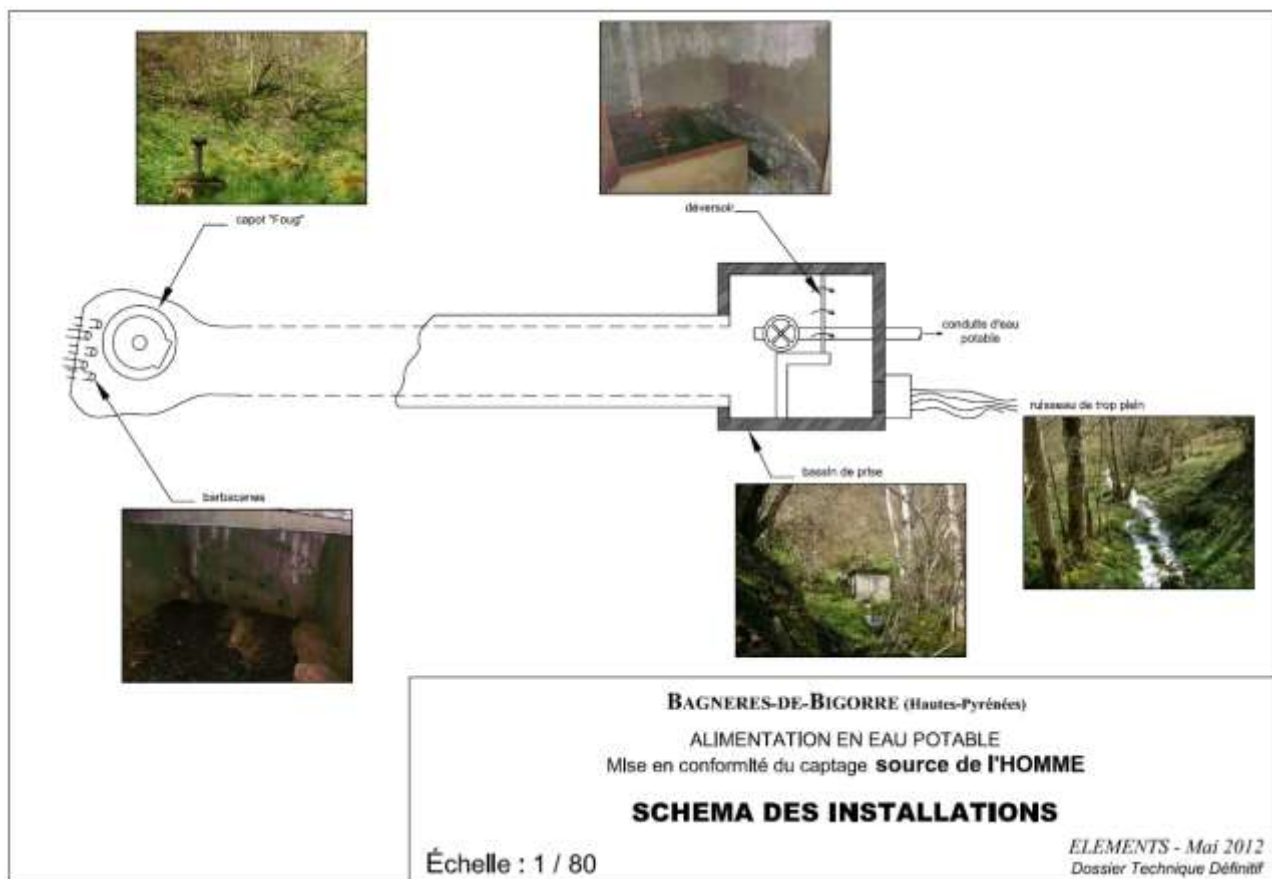 capot "Foug"
déversoir
conduite d'eau
potable
ruisseau de trop plein
bassin de prise
barbacanes
BAGNERES-DE-BIGORRE (Hautes-Pyrénées)
ALIMENTATION EN EAU POTABLE
Mise en conformité du captage source de l'HOMME
SCHEMA DES INSTALLATIONS
Échelle : 1 / 80
ELEMENTS - Mai 2012
Dossier Technique Définitif